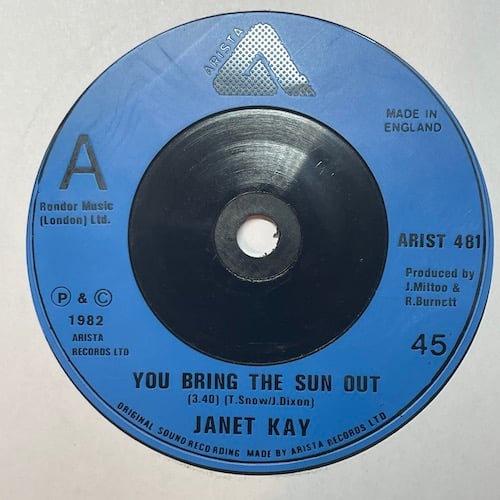 ARISTA
MADE IN
ENGLAND
A
Rondor Music
(London) Ltd.
ARIST 481
Produced by
J.Mittoo &
R.Burnett
P & C
1982
ARISTA
RECORDS LTD
45
YOU BRING THE SUN OUT
(3.40) (T.Snow/J.Dixon)
JANET KAY
ORIGINAL SOUND RECORDING MADE BY ARISTA RECORDS LTD